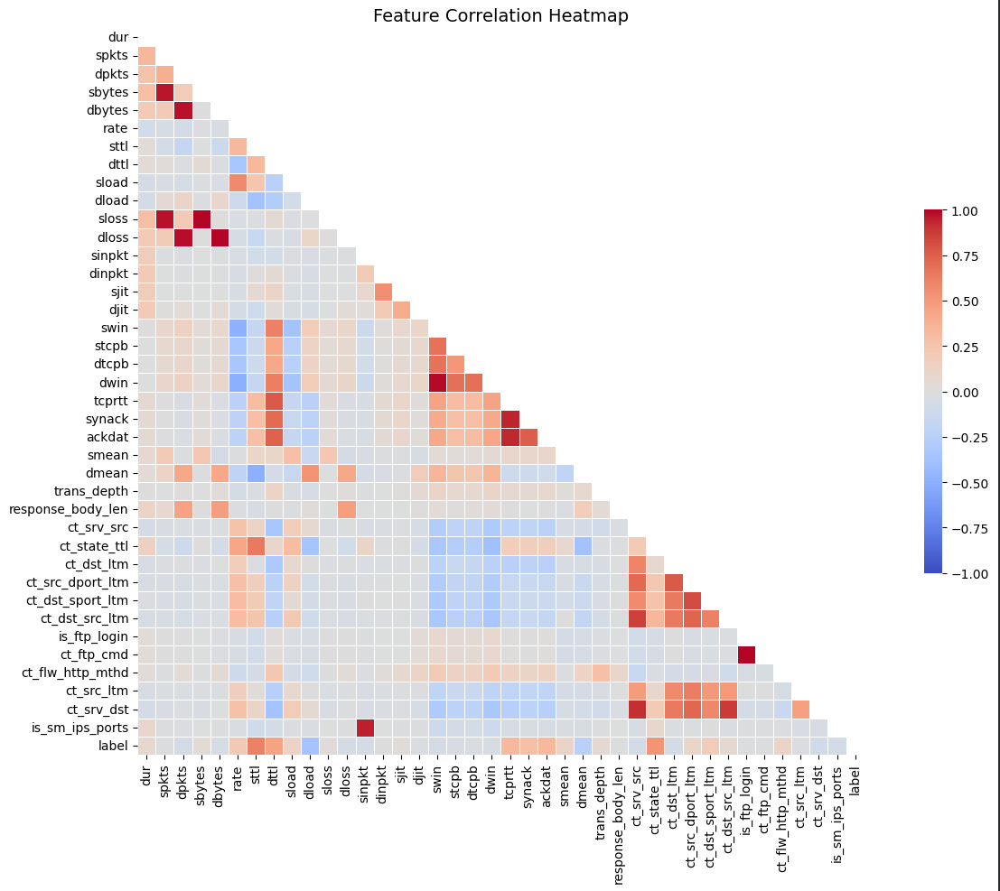 Feature Correlation Heatmap
dur
spkts
dpkts
sbytes
dbytes
rate
sttl
dttl
sload
dload
sloss
dloss
sinpkt
dinpkt
sjit
djit
swin
stcpb
dtcpb
dwin
tcprtt
synack
ackdat
smean
dmean
trans_depth
response_body_len
ct_srv_src
ct_state_ttl
ct_dst_ltm
ct_src_dport_ltm
ct_dst_sport_ltm
ct_dst_src_ltm
is_ftp_login
ct_ftp_cmd
ct_flw_http_mthd
ct_src_ltm
ct_srv_dst
is_sm_ips_ports
label
dur
spkts
dpkts
sbytes
dbytes
rate
sttl
dttl
sload
dload
sloss
dloss
sinpkt
dinpkt
sjit
djit
swin
stcpb
dtcpb
dwin
tcprtt
synack
ackdat
smean
dmean
trans_depth
response_body_len
ct_srv_src
ct_state_ttl
ct_dst_ltm
ct_src_dport_ltm
ct_dst_sport_ltm
ct_dst_src_ltm
is_ftp_login
ct_ftp_cmd
ct_flw_http_mthd
ct_src_ltm
ct_srv_dst
is_sm_ips_ports
label
1.00
0.75
0.50
0.25
0.00
−0.25
−0.50
−0.75
−1.00